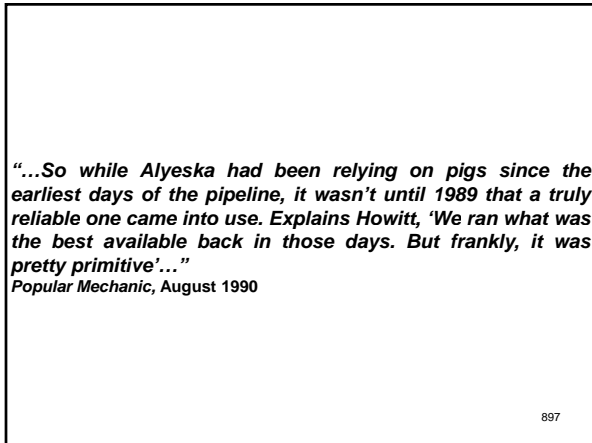 “…So while Alyeska had been relying on pigs since the
earliest days of the pipeline, it wasn’t until 1989 that a truly
reliable one came into use. Explains Howitt, ‘We ran what was
the best available back in those days. But frankly, it was
pretty primitive’…”
Popular Mechanic, August 1990
897